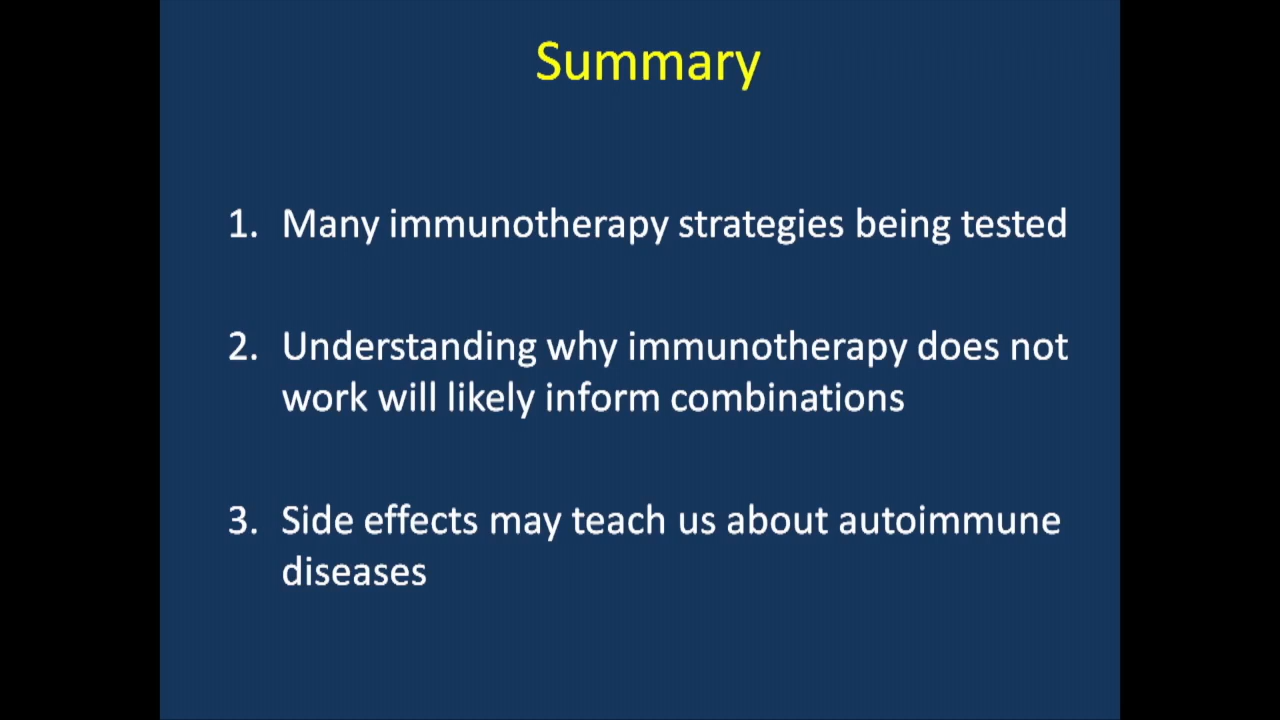 Summary
1. Many immunotherapy strategies being tested
2. Understanding why immunotherapy does not
work will likely inform combinations
3. Side effects may teach us about autoimmune
diseases